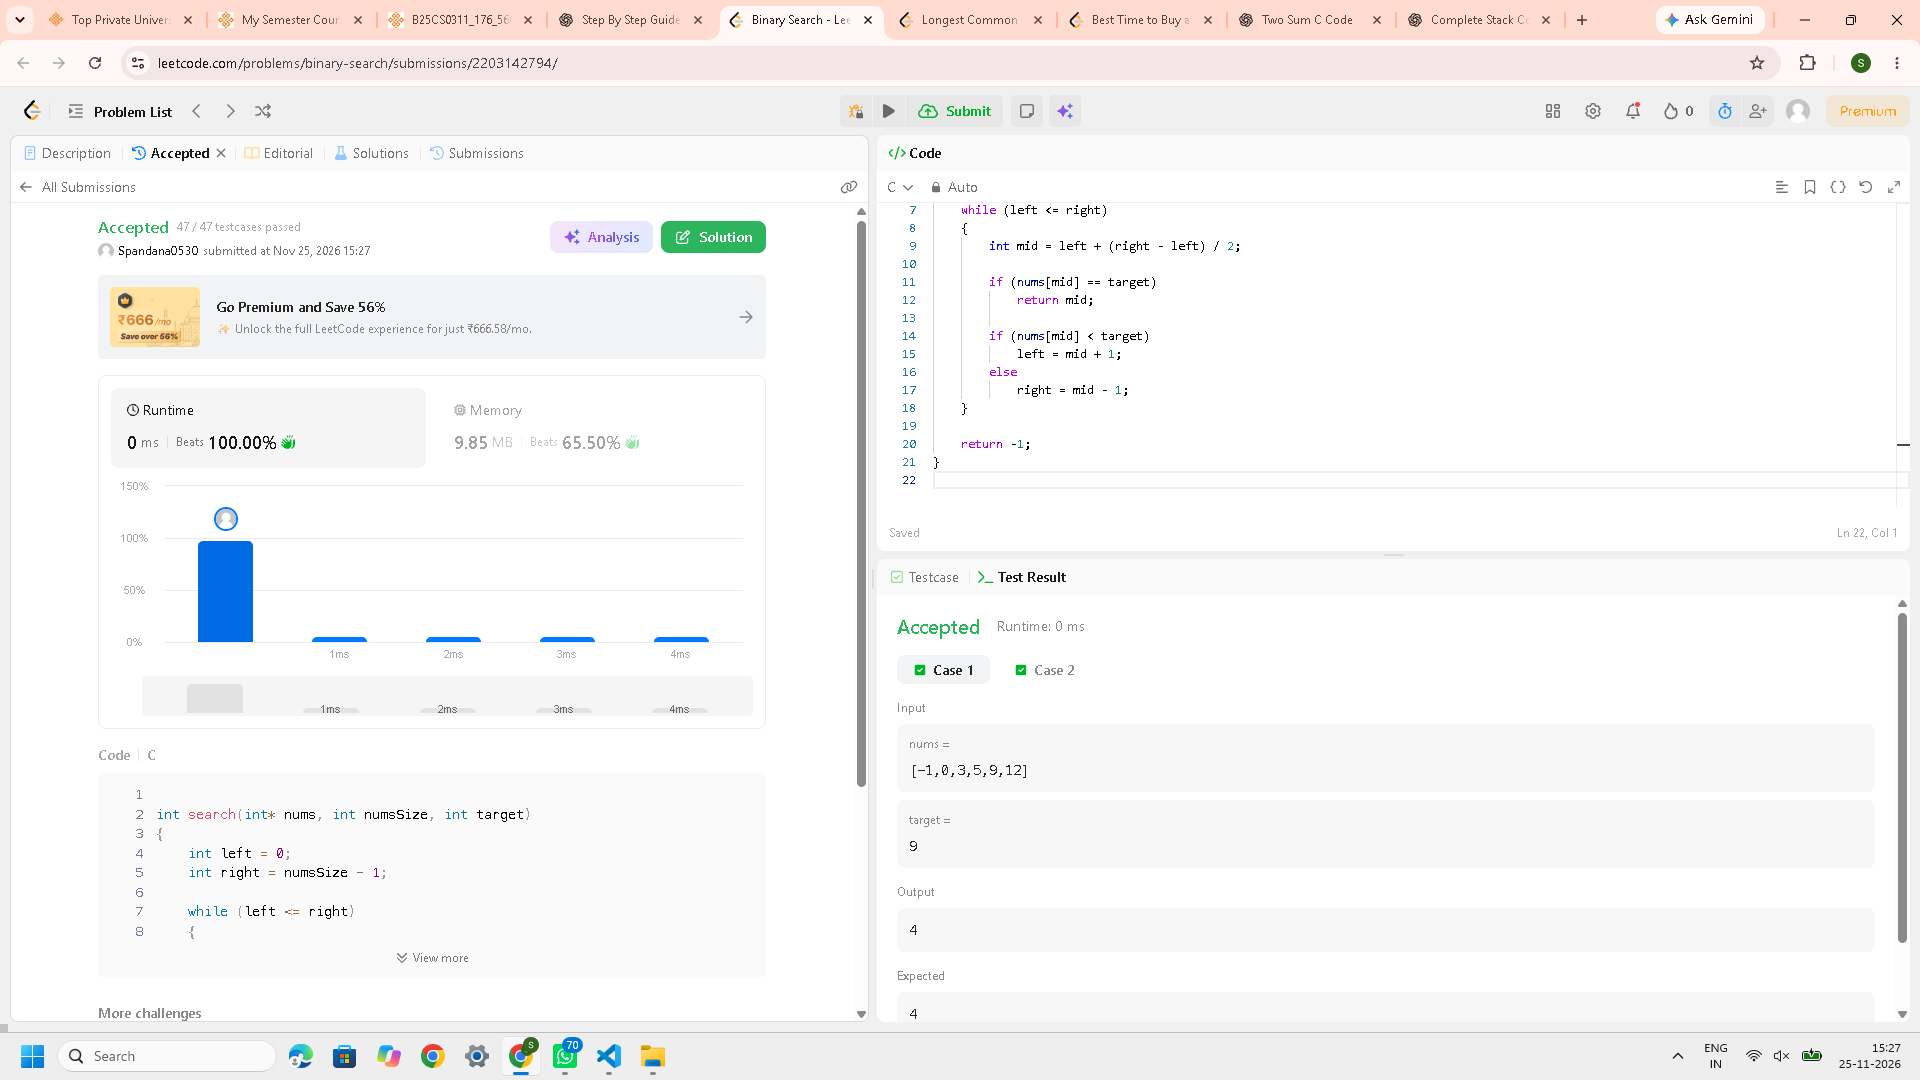 Top Private Univer
My Semester Cour
B25CS0311_176_56
Step By Step Guide
Binary Search - Lee
Longest Common
Best Time to Buy a
Two Sum C Code
Complete Stack Co
Ask Gemini
leetcode.com/problems/binary-search/submissions/2203142794/
S
Problem List
Submit
0
Premium
Description
Accepted
Editorial
Solutions
Submissions
All Submissions
Accepted 47 / 47 testcases passed
Spandana0530 submitted at Nov 25, 2026 15:27
Analysis
Solution
₹666/mo
Save over 56%
Go Premium and Save 56%
Unlock the full LeetCode experience for just ₹666.58/mo.
Runtime
0 ms Beats 100.00%
Memory
9.85 MB Beats 65.50%
150%
100%
50%
0%
1ms 2ms 3ms 4ms
1ms 2ms 3ms 4ms
Code C
1
2 int search(int* nums, int numsSize, int target)
3 {
4 int left = 0;
5 int right = numsSize - 1;
6
7 while (left <= right)
8 {
View more
More challenges
</> Code
C Auto
7 while (left <= right)
8 {
9 int mid = left + (right - left) / 2;
10
11 if (nums[mid] == target)
12 return mid;
13
14 if (nums[mid] < target)
15 left = mid + 1;
16 else
17 right = mid - 1;
18 }
19
20 return -1;
21 }
22
Saved
Ln 22, Col 1
Testcase
>_ Test Result
Accepted Runtime: 0 ms
Case 1
Case 2
Input
nums =
[-1,0,3,5,9,12]
target =
9
Output
4
Expected
4
Search
S
70
ENG
IN
15:27
25-11-2026